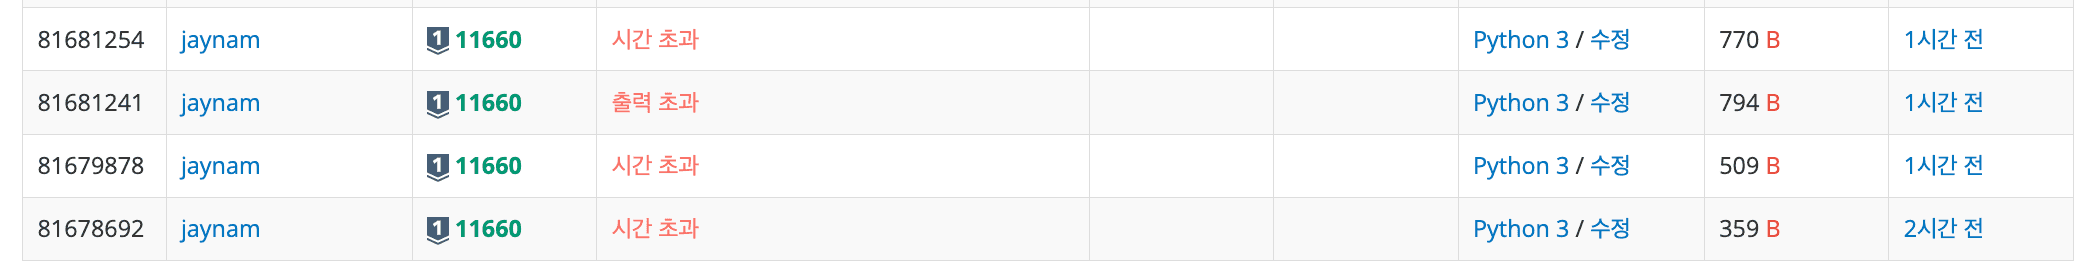 81681254 jaynam 1 11660 시간 초과 Python 3 / 수정 770 B 1시간 전
81681241 jaynam 1 11660 출력 초과 Python 3 / 수정 794 B 1시간 전
81679878 jaynam 1 11660 시간 초과 Python 3 / 수정 509 B 1시간 전
81678692 jaynam 1 11660 시간 초과 Python 3 / 수정 359 B 2시간 전